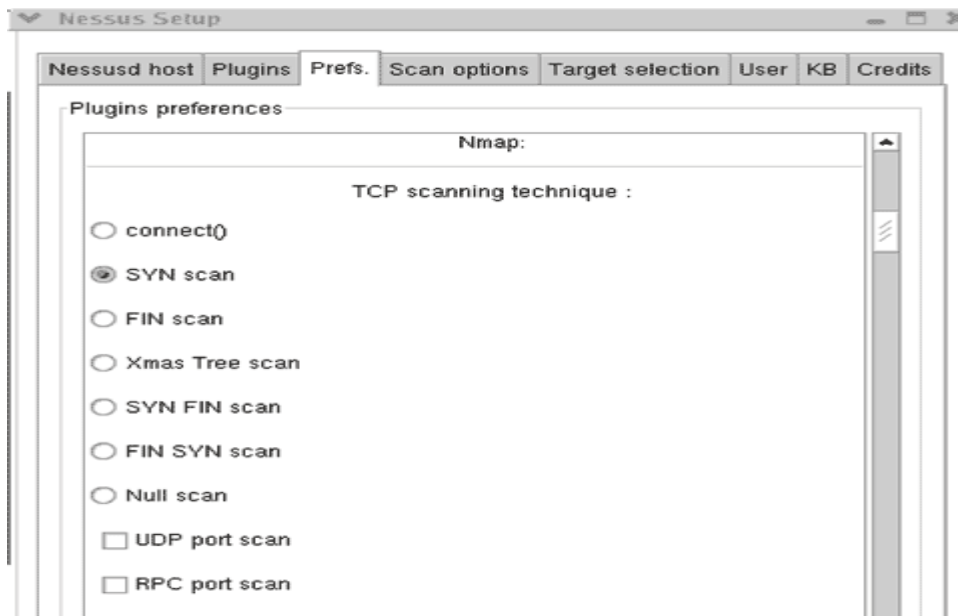 Nessus Setup
Nessusd host Plugins Prefs. Scan options Target selection User KB Credits
Plugins preferences
Nmap:
TCP scanning technique :
connect()
SYN scan
FIN scan
Xmas Tree scan
SYN FIN scan
FIN SYN scan
Null scan
UDP port scan
RPC port scan